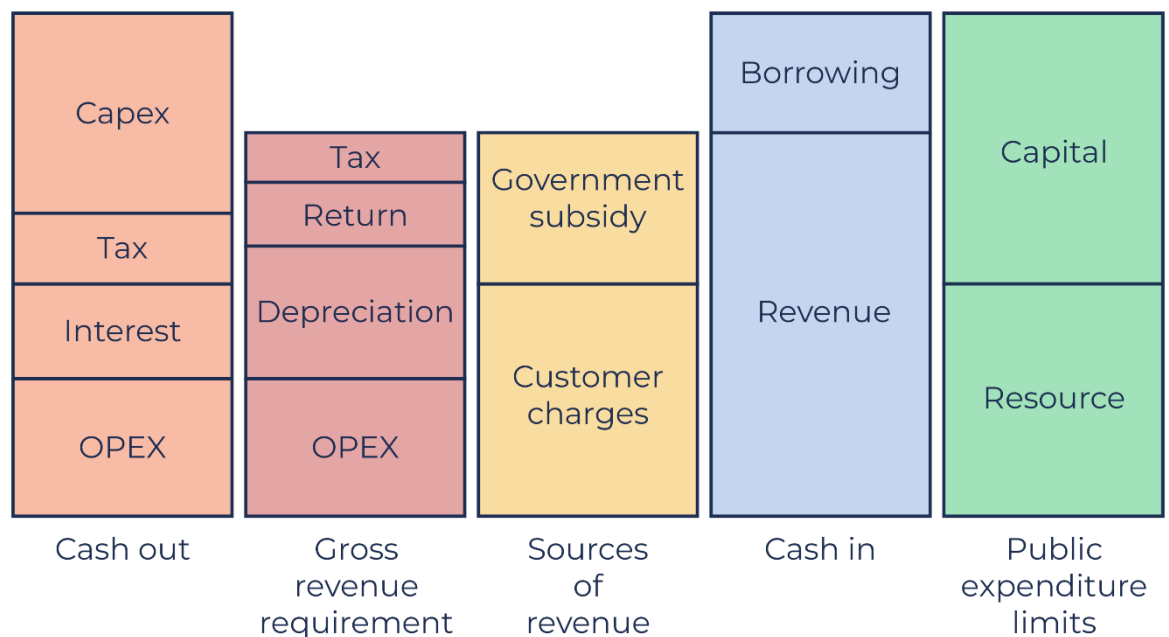 Capex
Tax
Interest
OPEX
Cash out
Tax
Return
Depreciation
OPEX
Gross
revenue
requirement
Government
subsidy
Customer
charges
Sources
of
revenue
Borrowing
Revenue
Cash in
Capital
Resource
Public
expenditure
limits